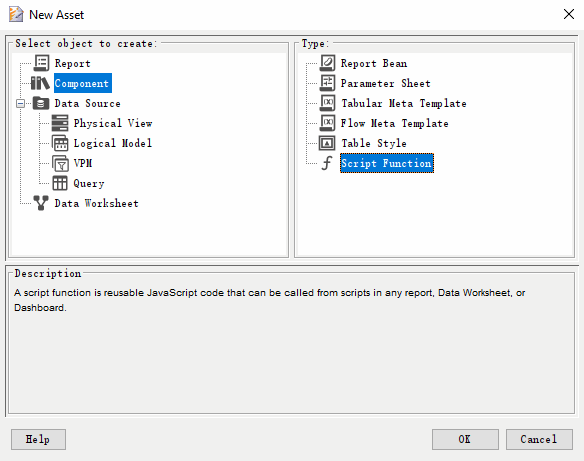 New Asset
Select object to create:
Report
Component
Data Source
Physical View
Logical Model
VPM
Query
Data Worksheet
Type:
Report Bean
Parameter Sheet
Tabular Meta Template
Flow Meta Template
Table Style
Script Function
Description
A script function is reusable JavaScript code that can be called from scripts in any report, Data Worksheet, or
Dashboard.
Help
OK
Cancel